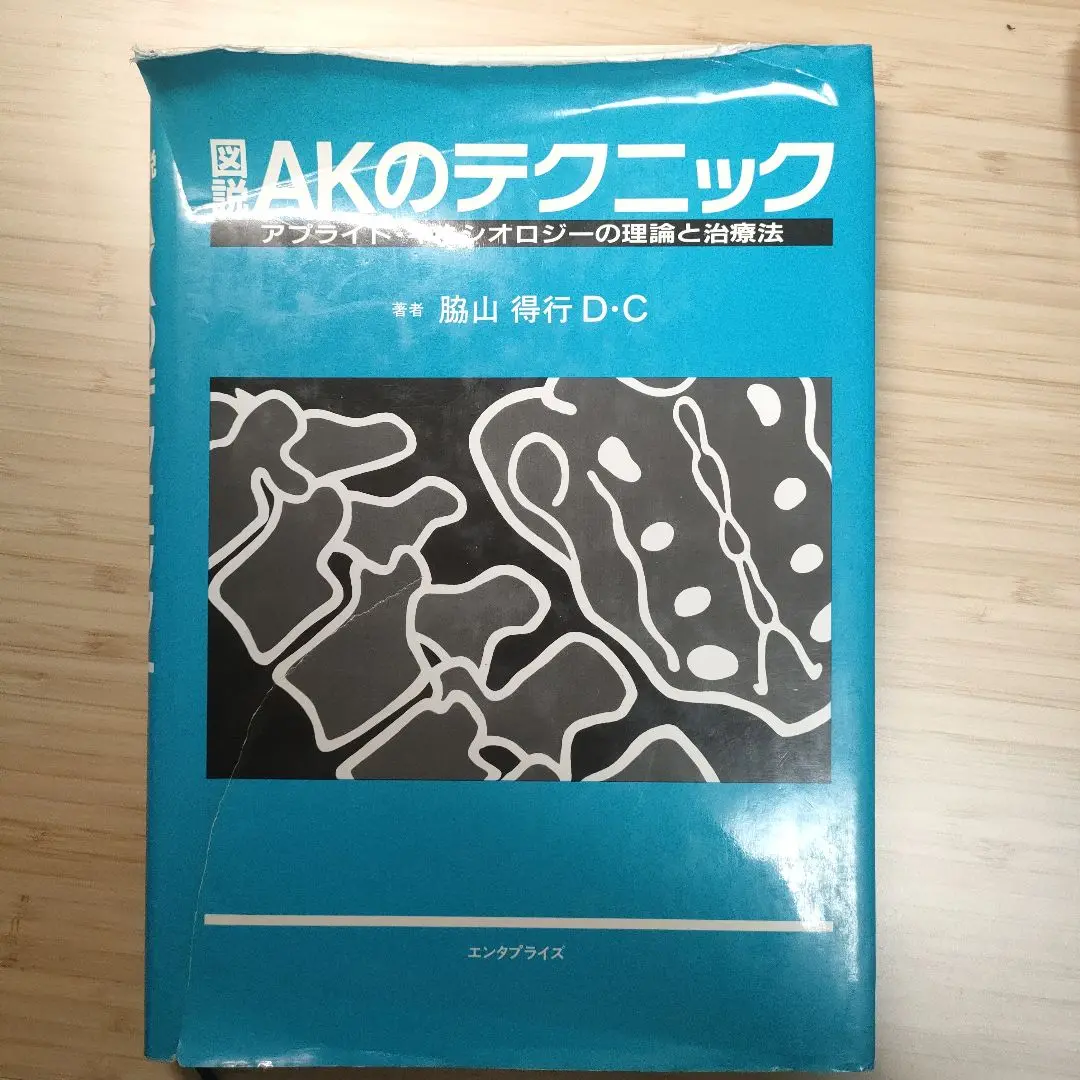 図説 AKのテクニック
アプライド・キネシオロジーの理論と治療法
著者 脇山 得行 D・C
エンタプライズ